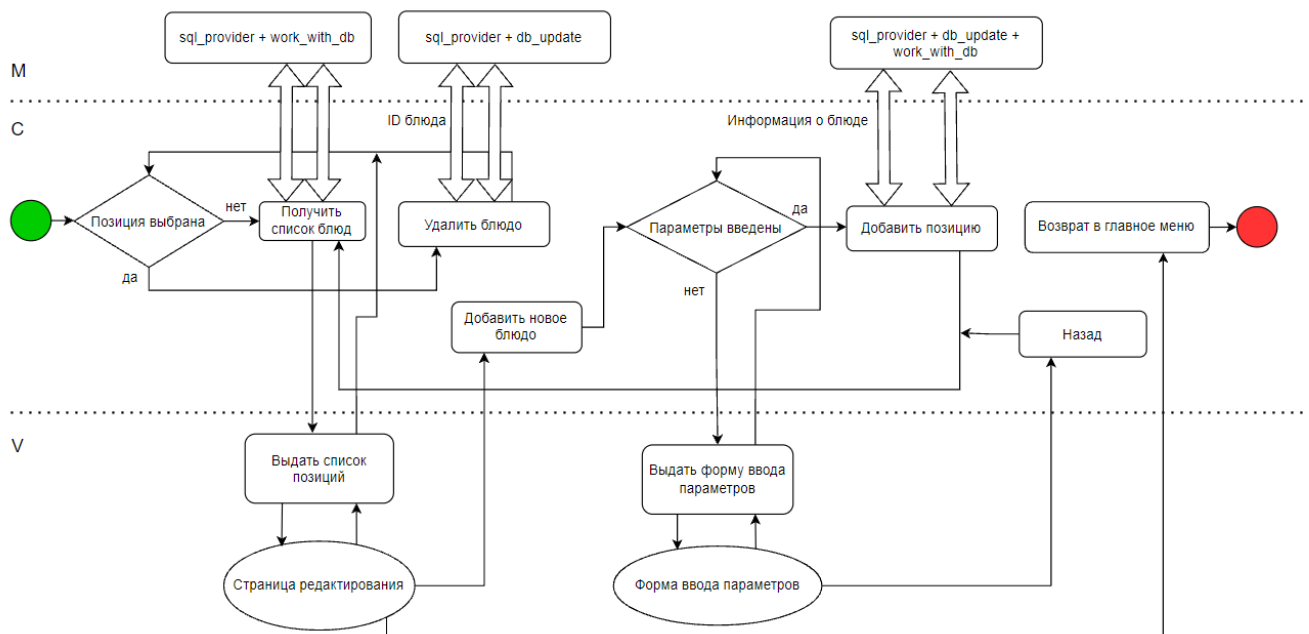 sql_provider + work_with_db
sql_provider + db_update
sql_provider + db_update +
work_with_db
M
C
ID блюда
Информация о блюде
Позиция выбрана
нет
Получить
список блюд
Удалить блюдо
Параметры введены
да
Добавить позицию
Возврат в главное меню
да
нет
Добавить новое
блюдо
Назад
V
Выдать список
позиций
Выдать форму ввода
параметров
Страница редактирования
Форма ввода параметров